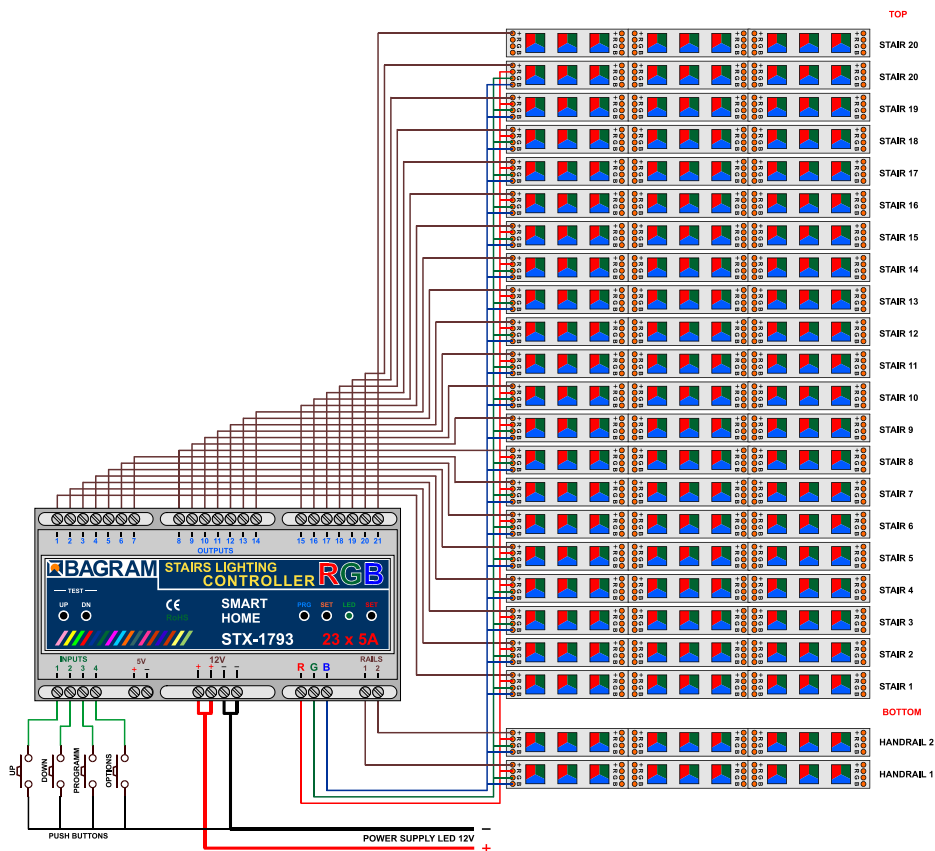 TOP
STAIR 20
STAIR 20
STAIR 19
STAIR 18
STAIR 17
STAIR 16
STAIR 15
STAIR 14
STAIR 13
STAIR 12
STAIR 11
STAIR 10
STAIR 9
STAIR 8
STAIR 7
STAIR 6
STAIR 5
STAIR 4
STAIR 3
STAIR 2
STAIR 1
BOTTOM
HANDRAIL 2
HANDRAIL 1
1 2 3 4 5 6 7 8 9 10 11 12 13 14 15 16 17 18 19 20 21
OUTPUTS
BAGRAM
STAIRS LIGHTING
CONTROLLER RGB
TEST
UP DN
CE
RoHS
SMART
HOME
PRG SET LED SET
STX-1793 23 x 5A
INPUTS 5V 12V R G B RAILS
1 2 3 4 + − + + − − 1 2
UP
DOWN
PROGRAMM
OPTIONS
PUSH BUTTONS
−
POWER SUPPLY LED 12V
+